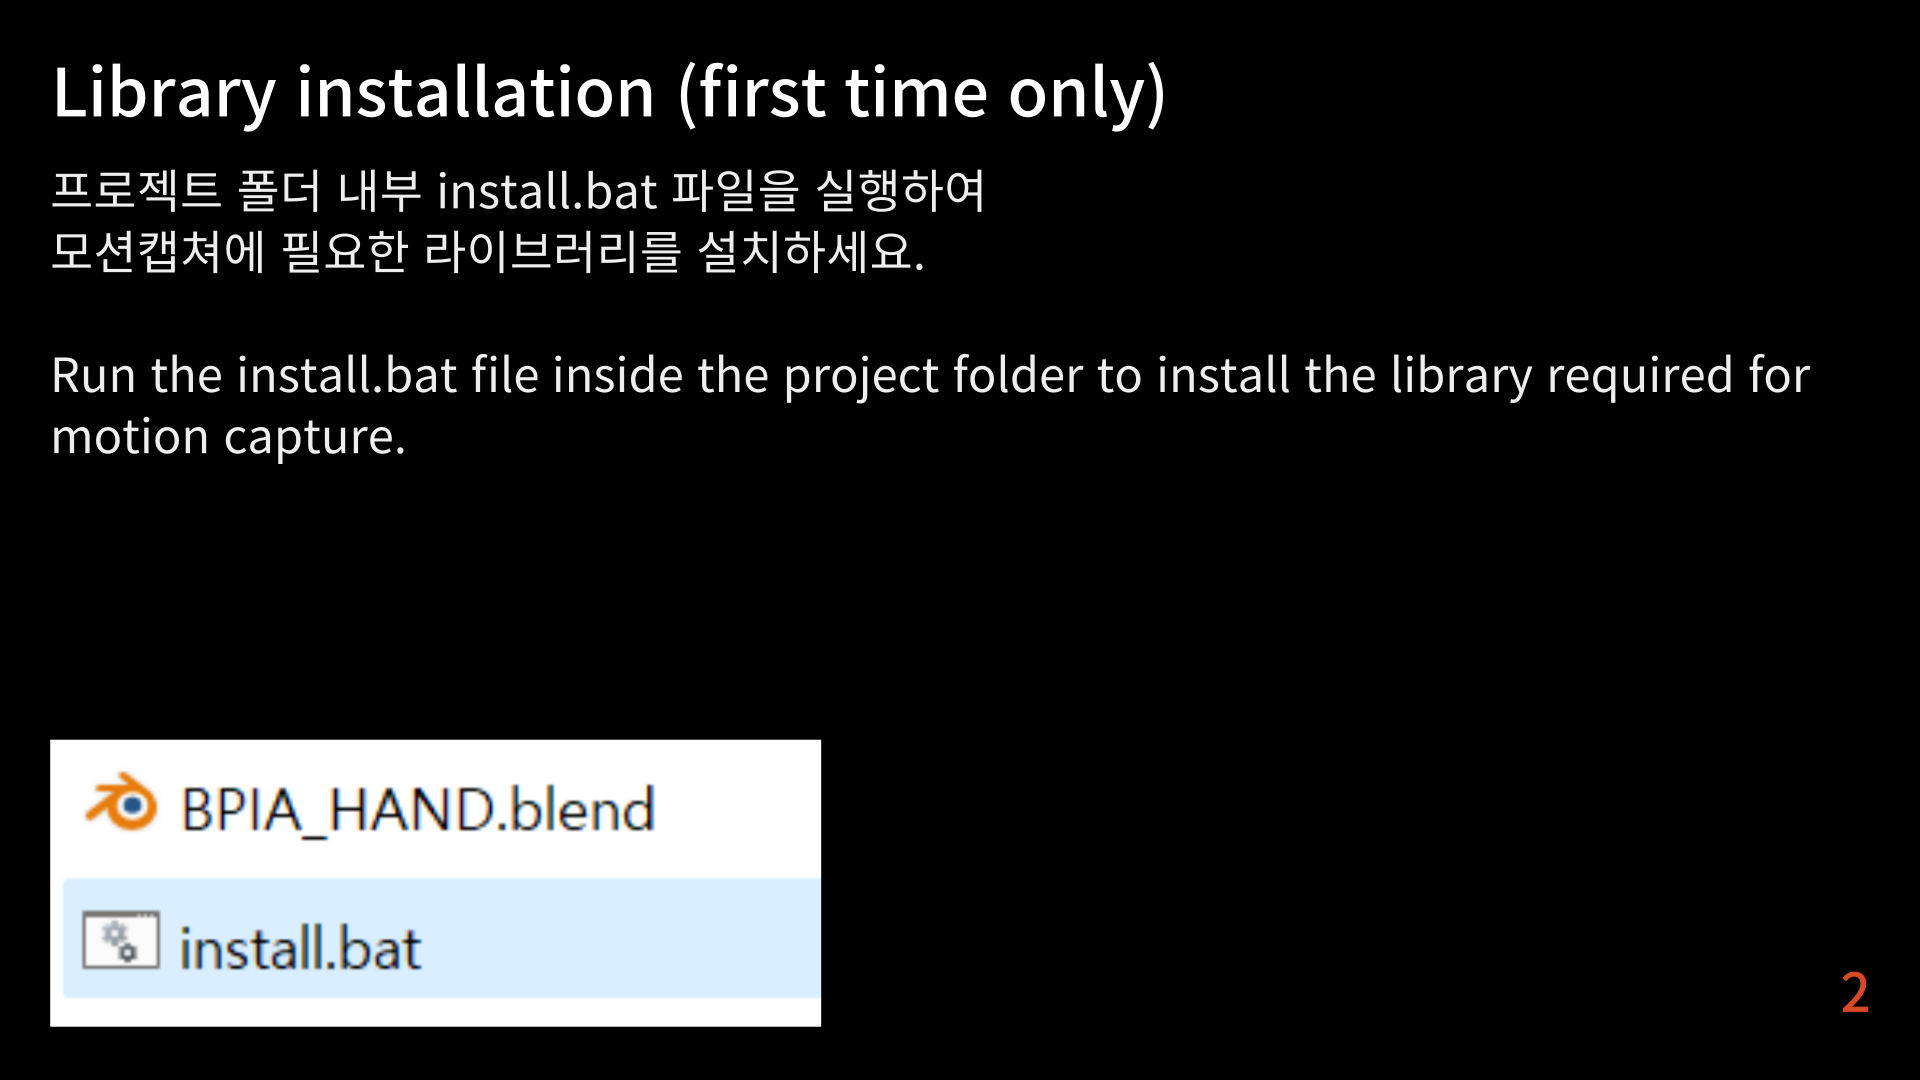 Library installation (first time only)
프로젝트 폴더 내부 install.bat 파일을 실행하여
모션캡쳐에 필요한 라이브러리를 설치하세요.
Run the install.bat file inside the project folder to install the library required for
motion capture.
BPIA_HAND.blend
install.bat
2